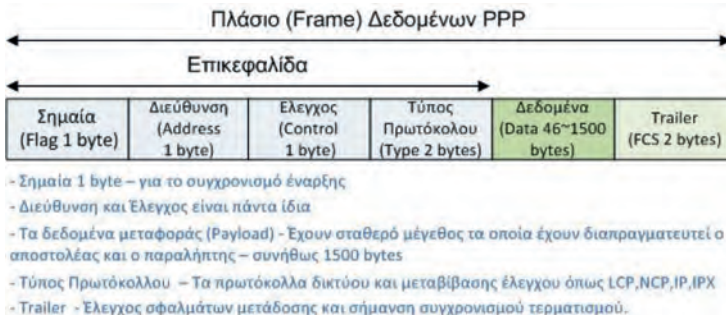 Πλάσιο (Frame) Δεδομένων PPP
Επικεφαλίδα
Σημαία
(Flag 1 byte)
Διεύθυνση
(Address
1 byte)
Ελεγχος
(Control
1 byte)
Τύπος
Πρωτόκολου
(Type 2 bytes)
Δεδομένα
(Data 46~1500
bytes)
Trailer
(FCS 2 bytes)
- Σημαία 1 byte – για το συγχρονισμό έναρξης
- Διεύθυνση και Έλεγχος είναι πάντα ίδια
- Τα δεδομένα μεταφοράς (Payload) - Έχουν σταθερό μέγεθος τα οποία έχουν διαπραγματευτεί ο
αποστολέας και ο παραλήπτης – συνήθως 1500 bytes
- Τύπος Πρωτόκολλου – Τα πρωτόκολλα δικτύου και μεταβίβασης έλεγχου όπως LCP,NCP,IP,IPX
- Trailer - Έλεγχος σφαλμάτων μετάδοσης και σήμανση συγχρονισμού τερματισμού.